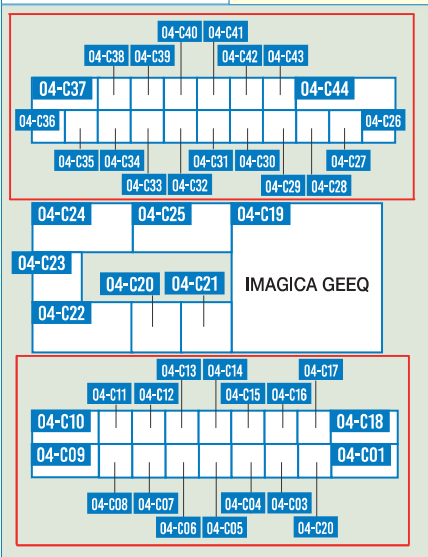 04-C40 04-C41
04-C38 04-C39 04-C42 04-C43
04-C37 04-C44
04-C36 04-C26
04-C35 04-C34 04-C31 04-C30 04-C27
04-C33 04-C32 04-C29 04-C28
04-C24 04-C25 04-C19
04-C23
04-C20 04-C21 IMAGICA GEEQ
04-C22
04-C13 04-C14 04-C17
04-C11 04-C12 04-C15 04-C16
04-C10 04-C18
04-C09 04-C01
04-C08 04-C07 04-C04 04-C03
04-C06 04-C05 04-C20